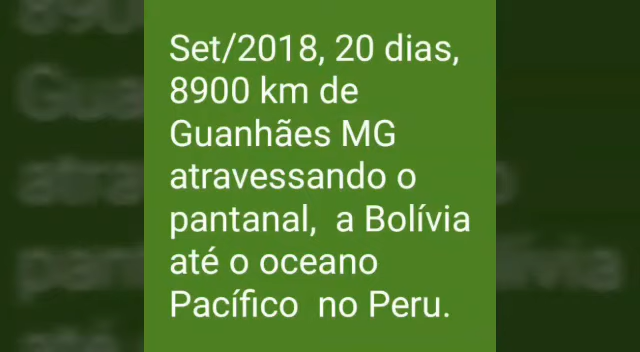 Set/2018, 20 dias,
8900 km de
Guanhães MG
atravessando o
pantanal,  a Bolívia
até o oceano
Pacífico  no Peru.